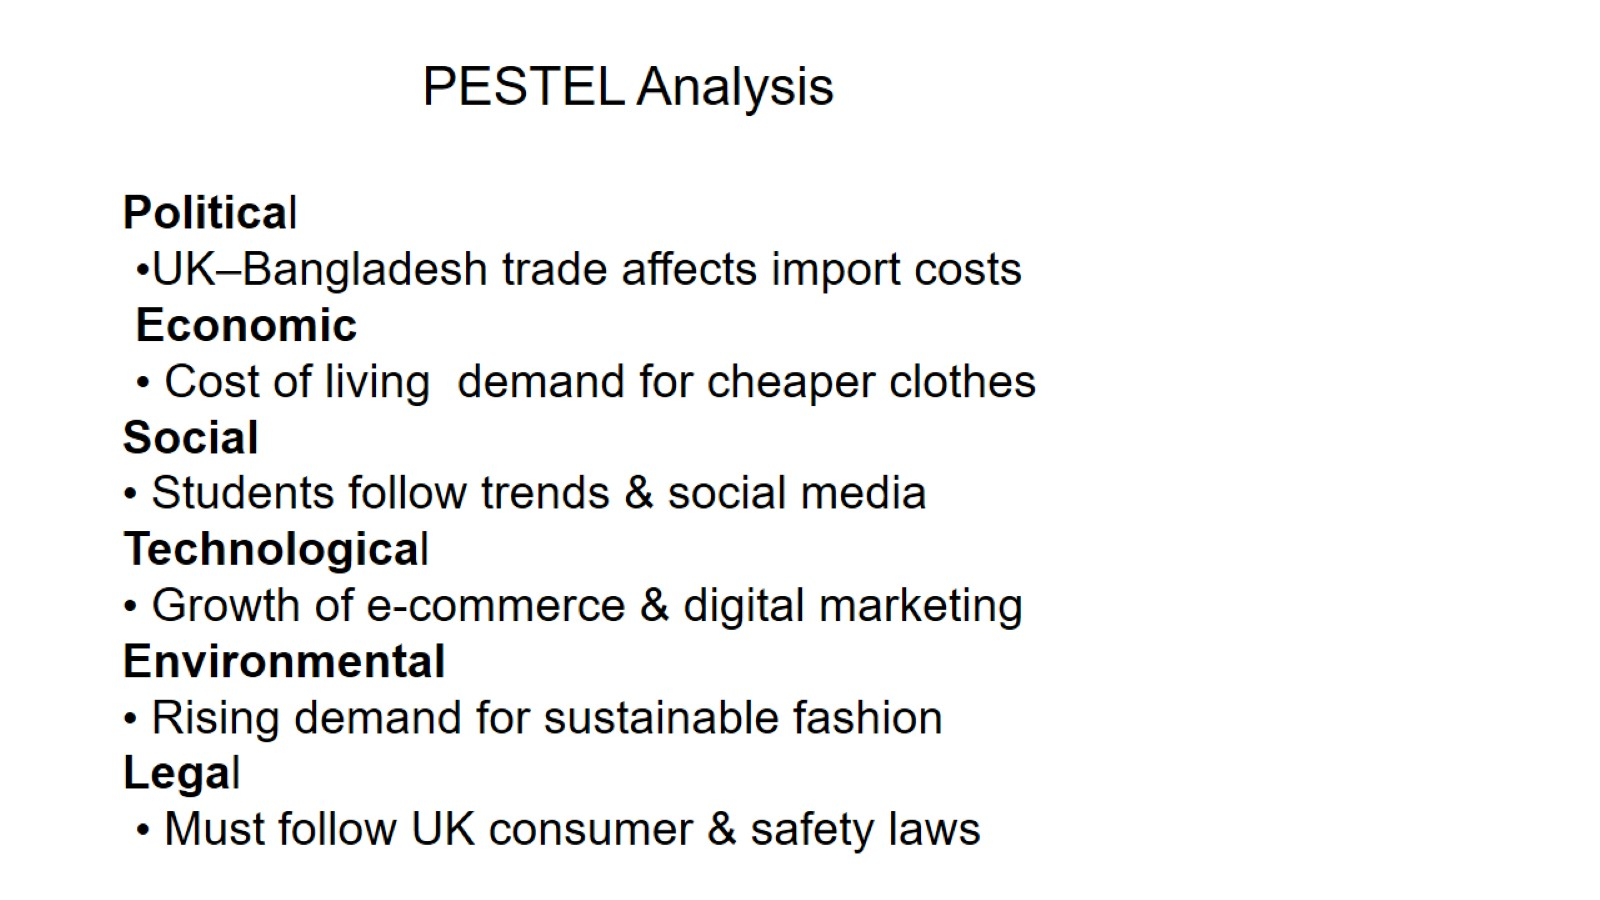 PESTEL Analysis
Political
•UK–Bangladesh trade affects import costs
Economic
• Cost of living  demand for cheaper clothes
Social
• Students follow trends & social media
Technological
• Growth of e-commerce & digital marketing
Environmental
• Rising demand for sustainable fashion
Legal
• Must follow UK consumer & safety laws